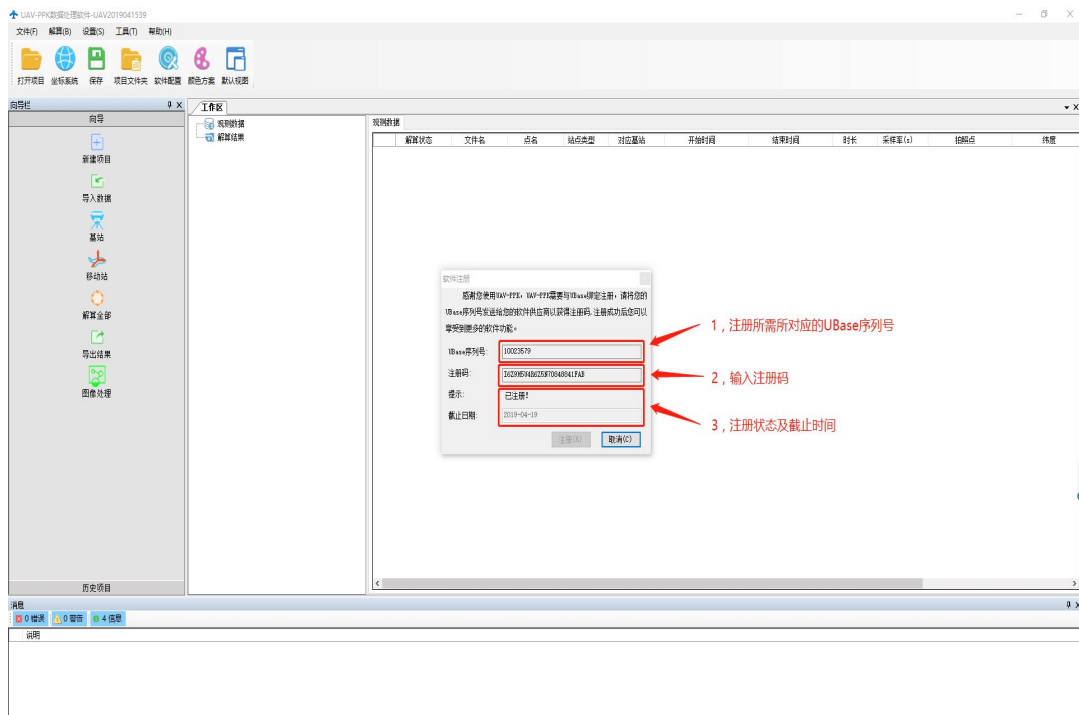 UAV-PPK数据处理软件-UAV2019041539
文件(F) 解算(B) 设置(S) 工具(T) 帮助(H)
打开项目 坐标系统 保存 项目文件夹 软件配置 颜色方案 默认视图
向导栏
向导
新建项目
导入数据
基站
移动站
解算全部
导出结果
图像处理
历史项目
工作区
观测数据
解算结果
观测数据
解算状态 文件名 点名 站点类型 对应基站 开始时间 结束时间 时长 采样率(s) 拍照点 纬度
软件注册
感谢您使用UAV-PPK，UAV-PPK需要与UBase绑定注册，请将您的
UBase序列号发送给您的软件供应商以获得注册码，注册成功后您可以
享受到更多的软件功能。
UBase序列号: 10023579
注册码:
提示: 已注册!
截止日期: 2019-04-19
注册(R) 取消(C)
1，注册所需所对应的UBase序列号
2，输入注册码
3，注册状态及截止时间
消息
0 错误 0 警告 4 信息
说明